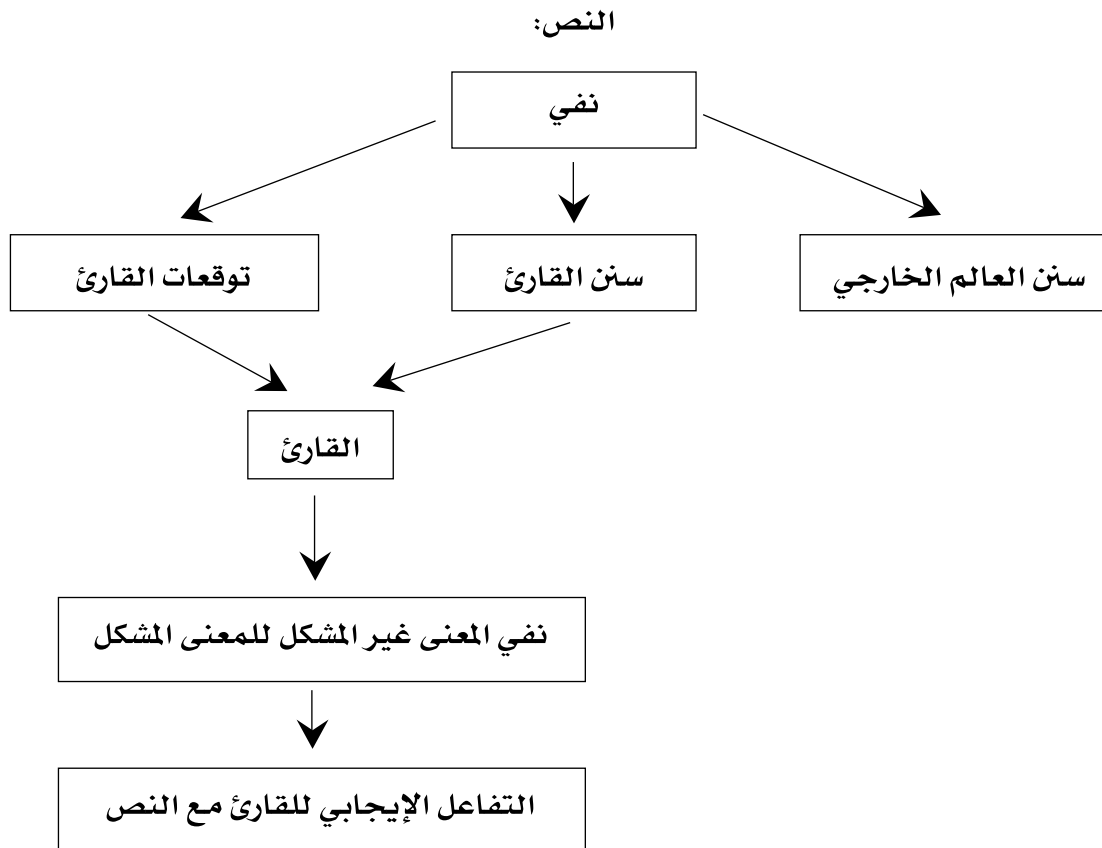 النص:
نفي
سنن العالم الخارجي
سنن القارئ
توقعات القارئ
القارئ
نفي المعنى غير المشكل للمعنى المشكل
التفاعل الإيجابي للقارئ مع النص